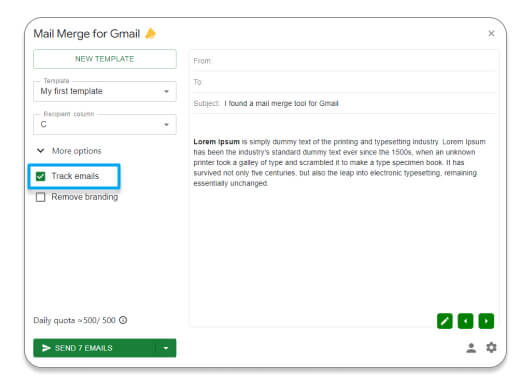 Mail Merge for Gmail
NEW TEMPLATE
Template
My first template
Recipient column
C
More options
Track emails
Remove branding
Daily quota ≈500/ 500
SEND 7 EMAILS
From:
To:
Subject: I found a mail merge tool for Gmail
Lorem Ipsum is simply dummy text of the printing and typesetting industry. Lorem Ipsum
has been the industry's standard dummy text ever since the 1500s, when an unknown
printer took a galley of type and scrambled it to make a type specimen book. It has
survived not only five centuries, but also the leap into electronic typesetting, remaining
essentially unchanged.